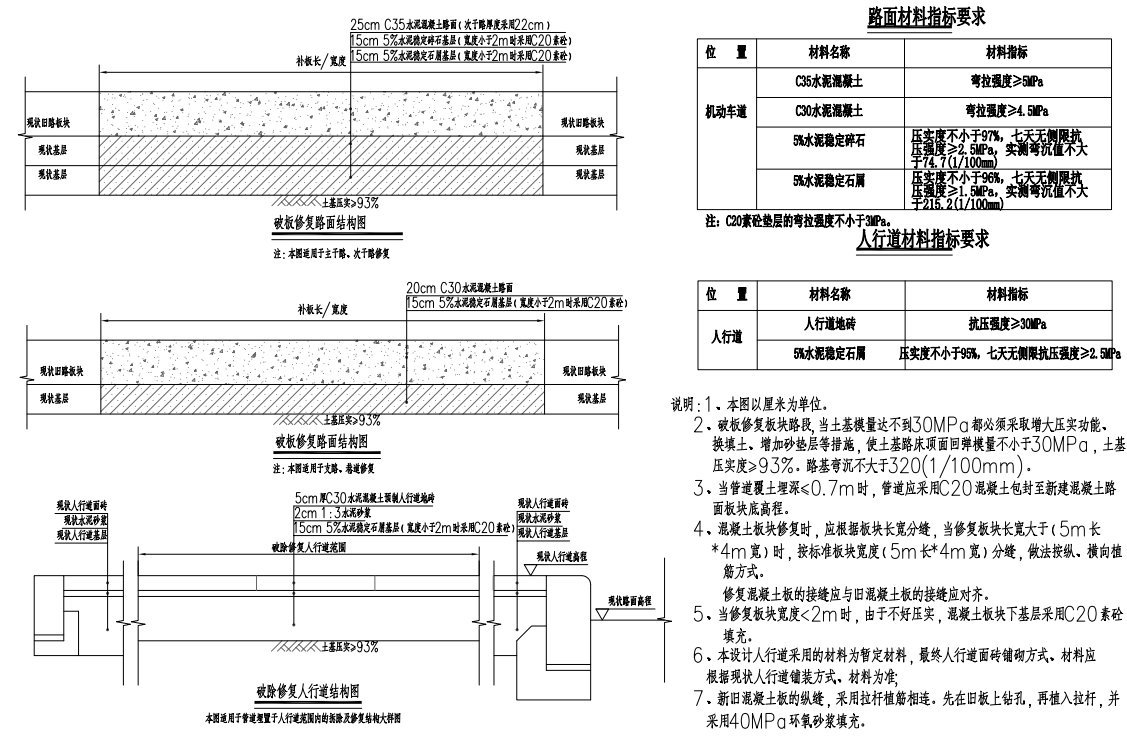 25cm C35水泥混凝土路面(次干路厚度采用22cm)
15cm 5%水泥稳定碎石基层(宽度小于2m时采用C20素砼)
15cm 5%水泥稳定石屑基层(宽度小于2m时采用C20素砼)
补板长/宽度
现状旧路板块
现状旧路板块
现状基层
现状基层
现状基层
现状基层
土基压实≥93%
破板修复路面结构图
注:本图适用于主干路、次干路修复
20cm C30水泥混凝土路面
15cm 5%水泥稳定石屑基层(宽度小于2m时采用C20素砼)
补板长/宽度
现状旧路板块
现状旧路板块
现状基层
现状基层
土基压实≥93%
破板修复路面结构图
注:本图适用于支路、巷道修复
5cm厚C30水泥混凝土预制人行道地砖
2cm 1:3水泥砂浆
15cm 5%水泥稳定石屑基层(宽度小于2m时采用C20素砼)
现状人行道面砖
现状水泥砂浆
现状人行道基层
现状人行道面砖
现状水泥砂浆
现状人行道基层
破除修复人行道范围
现状人行道高程
现状路面高程
土基压实≥93%
破除修复人行道结构图
本图适用于管道埋置于人行道范围内的拆除及修复结构大样图
路面材料指标要求
位 置 材料名称 材料指标
机动车道
C35水泥混凝土 弯拉强度≥5MPa
C30水泥混凝土 弯拉强度≥4.5MPa
5%水泥稳定碎石 压实度不小于97%，七天无侧限抗
压强度≥2.5MPa，实测弯沉值不大
于74.7(1/100mm)
5%水泥稳定石屑 压实度不小于96%，七天无侧限抗
压强度≥1.5MPa，实测弯沉值不大
于215.2(1/100mm)
注：C20素砼垫层的弯拉强度不小于3MPa。
人行道材料指标要求
位 置 材料名称 材料指标
人行道
人行道地砖 抗压强度≥30MPa
5%水泥稳定石屑 压实度不小于95%，七天无侧限抗压强度≥2.5MPa
说明:1、本图以厘米为单位。
2、破板修复板块路段,当土基模量达不到30MPa都必须采取增大压实功能、
换填土、增加砂垫层等措施，使土基路床顶面回弹模量不小于30MPa，土基
压实度≥93%。路基弯沉不大于320(1/100mm)。
3、当管道覆土埋深≤0.7m时,管道应采用C20混凝土包封至新建混凝土路
面板块底高程。
4、混凝土板块修复时，应根据板块长宽分缝，当修复板块长宽大于(5m长
*4m宽)时，按标准板块宽度(5m长*4m宽)分缝，做法按纵、横向植
筋方式。
修复混凝土板的接缝应与旧混凝土板的接缝应对齐。
5、当修复板块宽度<2m时,由于不好压实，混凝土板块下基层采用C20素砼
填充。
6、本设计人行道采用的材料为暂定材料，最终人行道面砖铺砌方式、材料应
根据现状人行道铺装方式、材料为准;
7、新旧混凝土板的纵缝，采用拉杆植筋相连。先在旧板上钻孔，再植入拉杆，并
采用40MPa环氧砂浆填充。